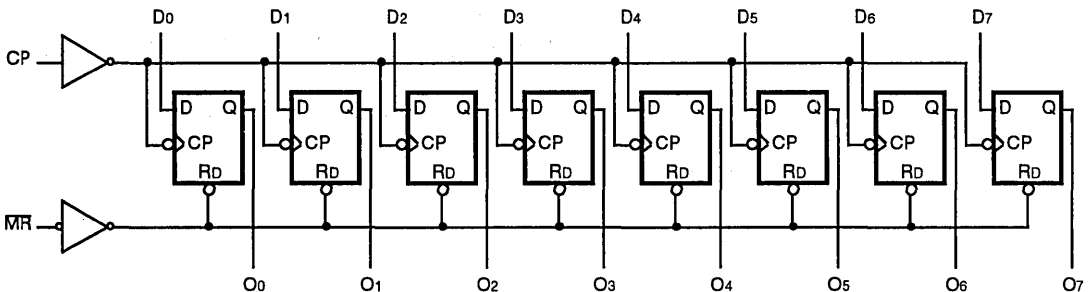 D0 D1 D2 D3 D4 D5 D6 D7
CP
D Q D Q D Q D Q D Q D Q D Q D Q
CP CP CP CP CP CP CP CP
RD RD RD RD RD RD RD RD
M̅R̅
O0 O1 O2 O3 O4 O5 O6 O7